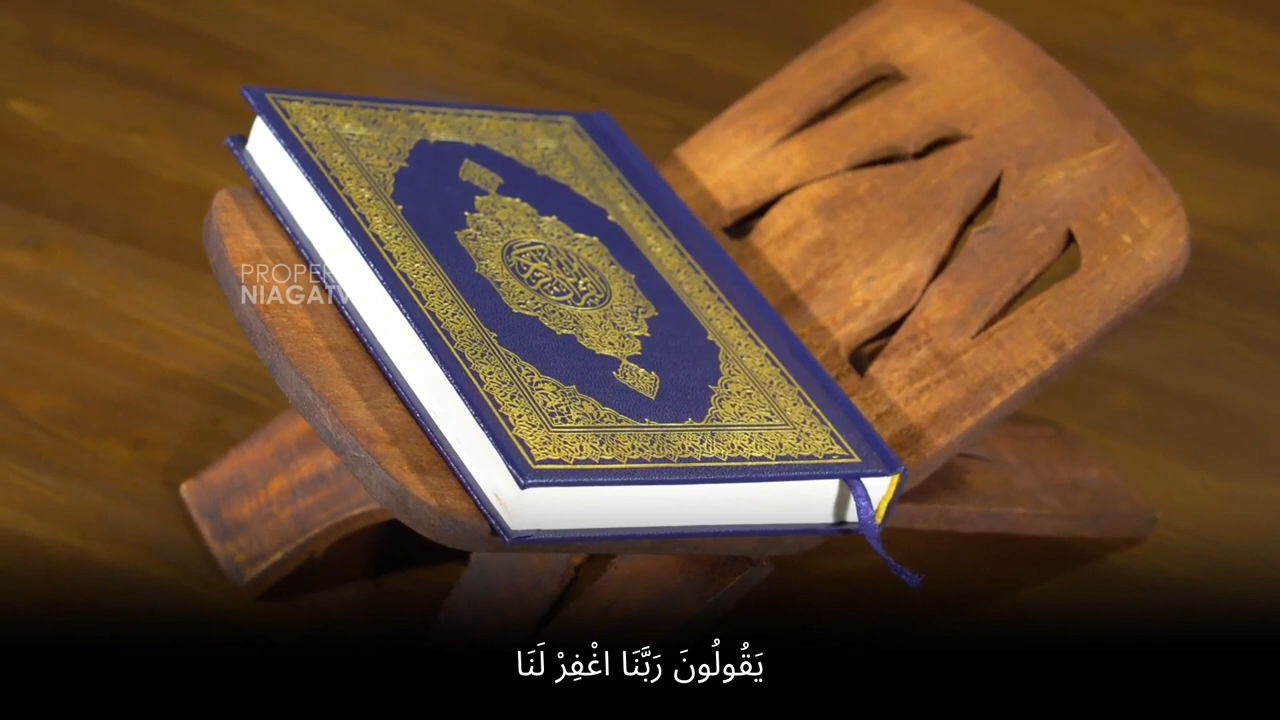 PROPER
NIAGATV
يَقُولُونَ رَبَّنَا اغْفِرْ لَنَا